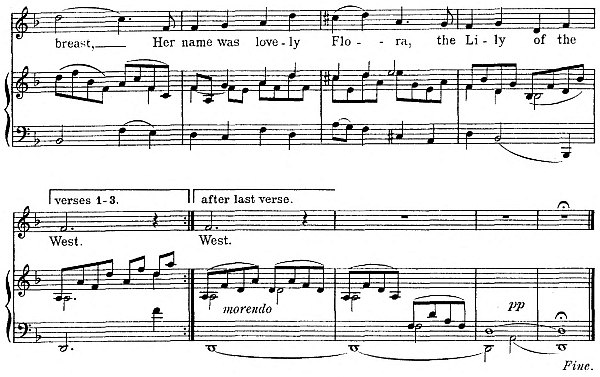 breast,____ Her name was love-ly Flo - - ra, the Li-ly of the
verses 1-3. after last verse.
West. West.
morendo
pp
Fine.